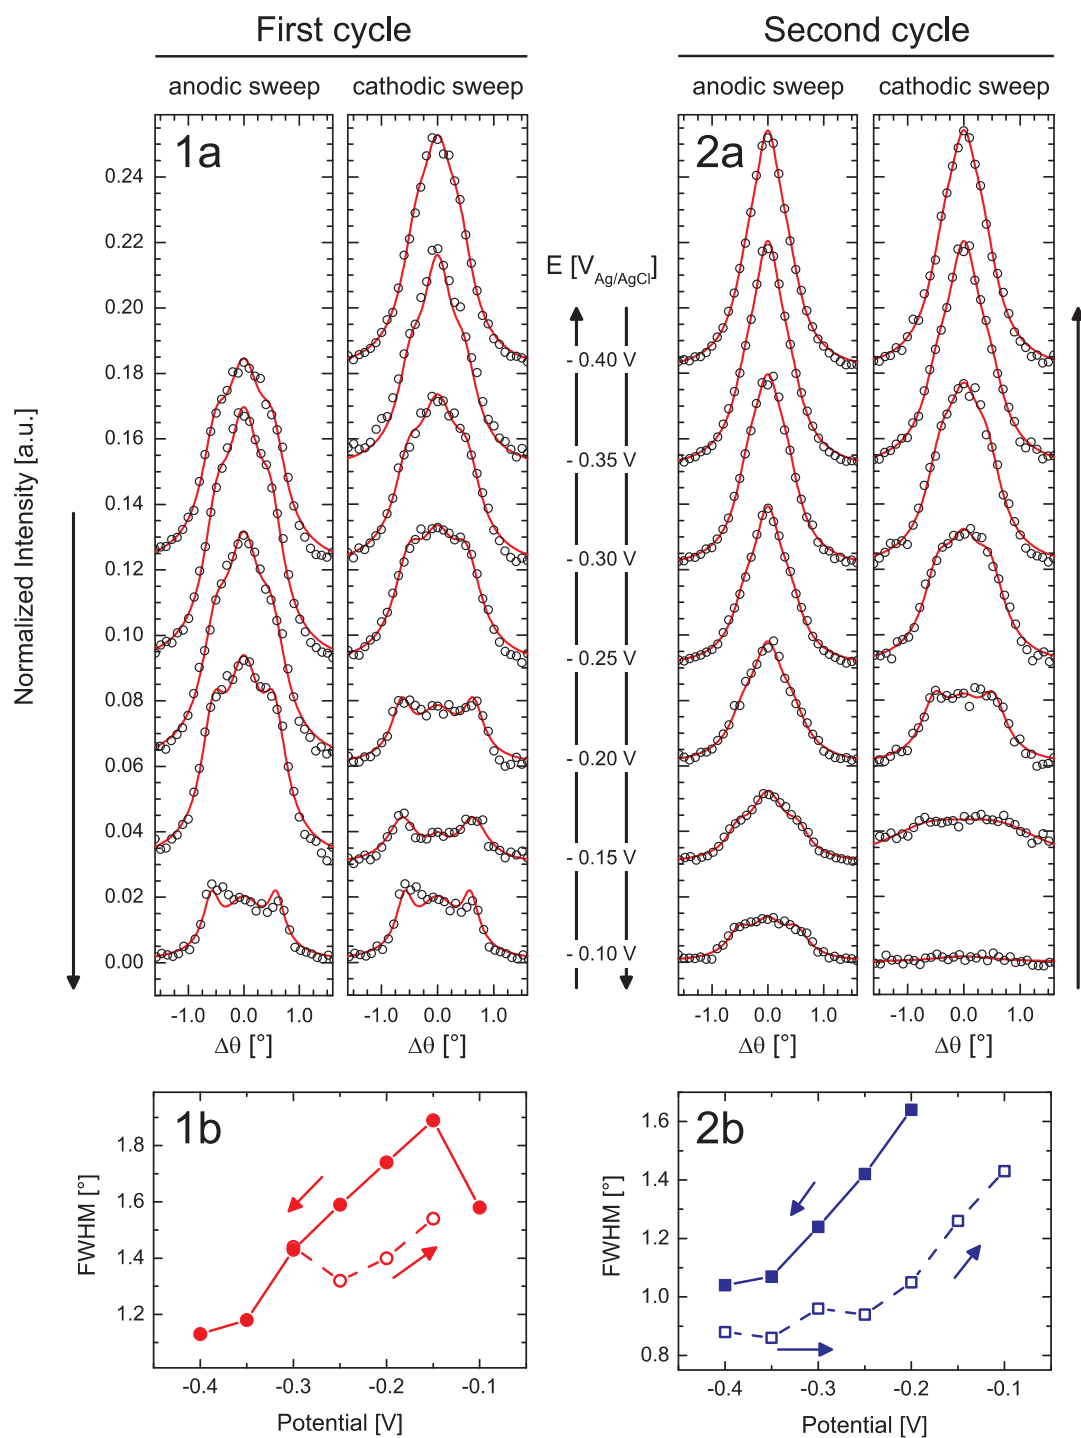 First cycle
Second cycle
anodic sweep
cathodic sweep
anodic sweep
cathodic sweep
1a
2a
Normalized Intensity [a.u.]
0.24
0.22
0.20
0.18
0.16
0.14
0.12
0.10
0.08
0.06
0.04
0.02
0.00
E [V_Ag/AgCl]
- 0.40 V
- 0.35 V
- 0.30 V
- 0.25 V
- 0.20 V
- 0.15 V
- 0.10 V
-1.0 0.0 1.0
-1.0 0.0 1.0
-1.0 0.0 1.0
-1.0 0.0 1.0
Δθ [°]
Δθ [°]
Δθ [°]
Δθ [°]
1b
FWHM [°]
1.8
1.6
1.4
1.2
-0.4 -0.3 -0.2 -0.1
Potential [V]
2b
FWHM [°]
1.6
1.4
1.2
1.0
0.8
-0.4 -0.3 -0.2 -0.1
Potential [V]